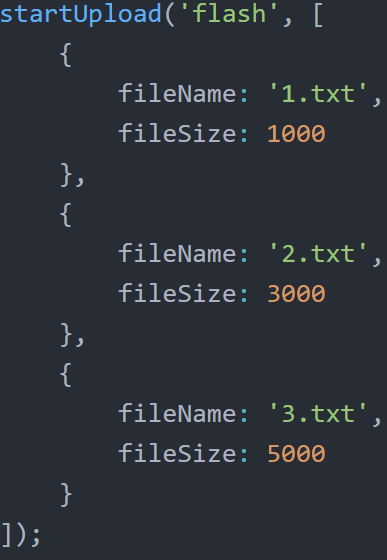 startUpload('flash', [
    {
        fileName: '1.txt',
        fileSize: 1000
    },
    {
        fileName: '2.txt',
        fileSize: 3000
    },
    {
        fileName: '3.txt',
        fileSize: 5000
    }
]);